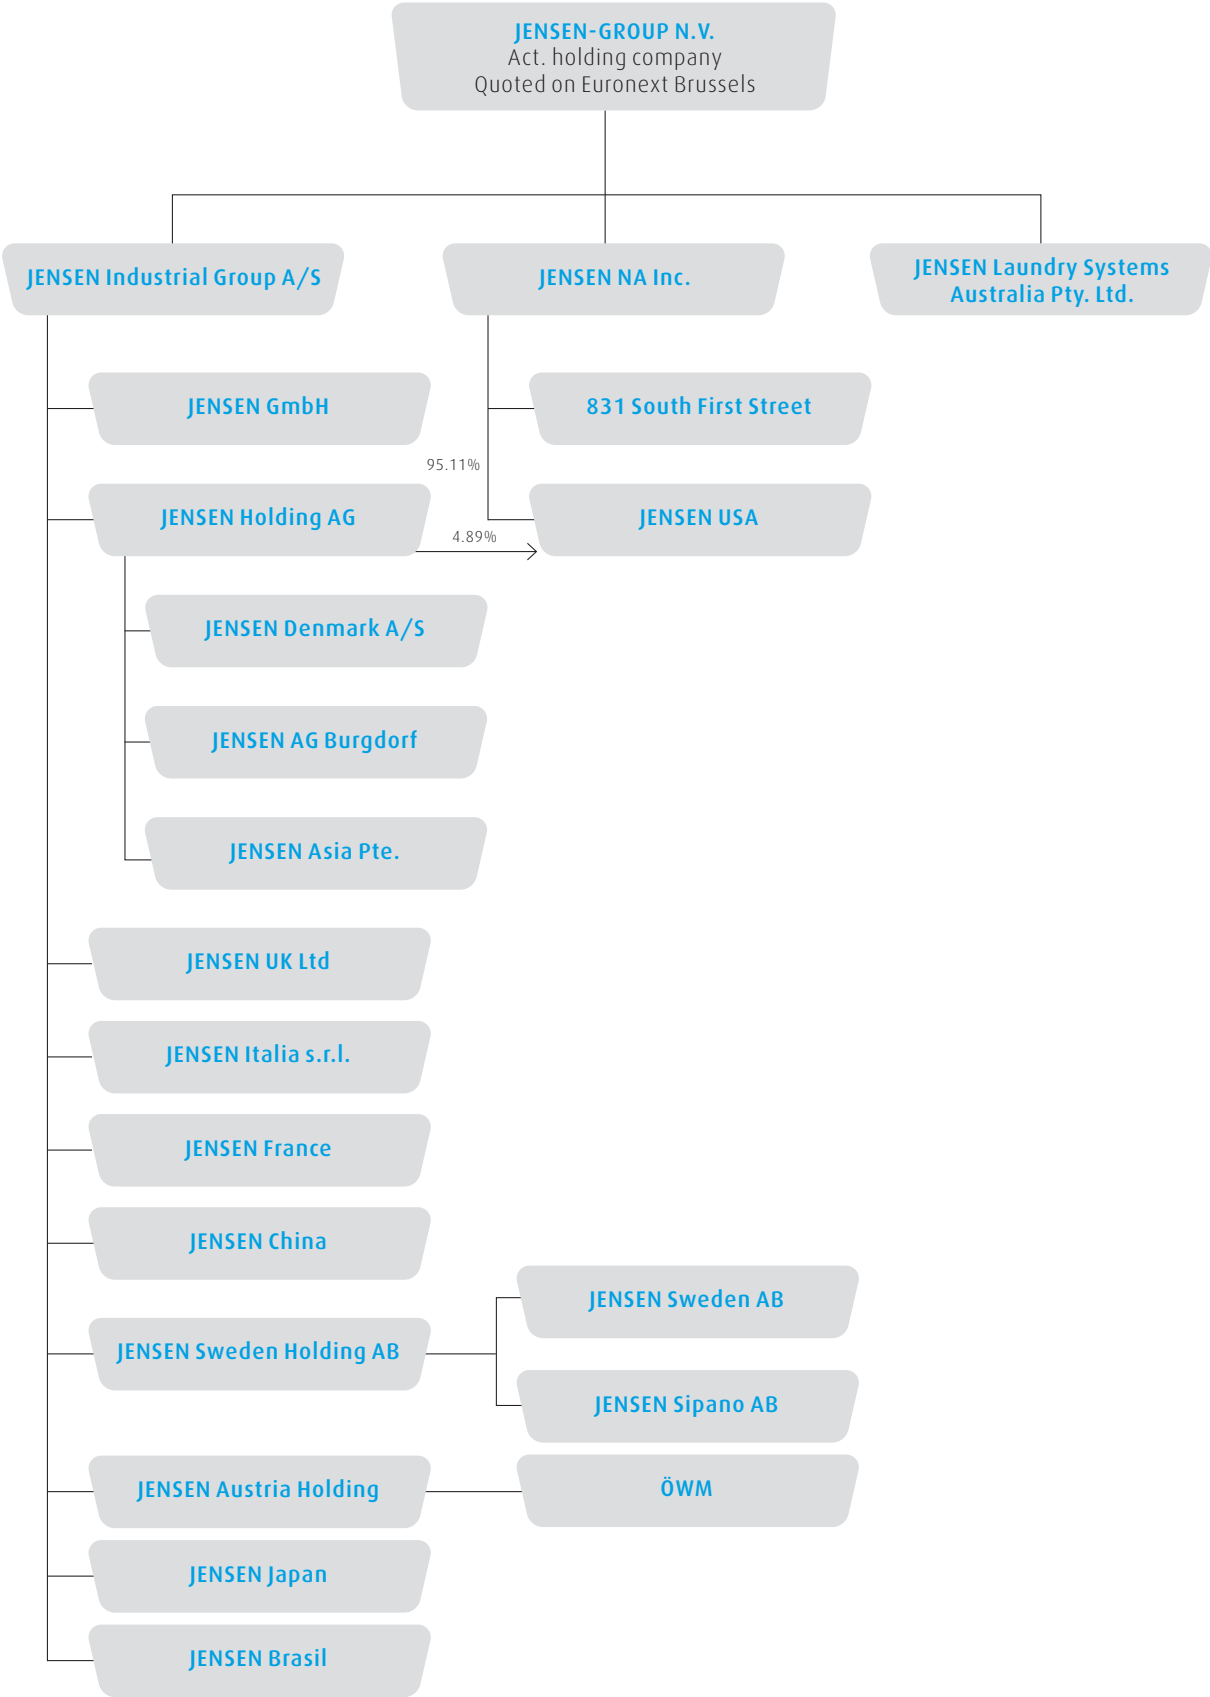 JENSEN-GROUP N.V.
Act. holding company
Quoted on Euronext Brussels
JENSEN Industrial Group A/S
JENSEN NA Inc.
JENSEN Laundry Systems
Australia Pty. Ltd.
JENSEN GmbH
831 South First Street
95.11%
JENSEN Holding AG
JENSEN USA
4.89%
JENSEN Denmark A/S
JENSEN AG Burgdorf
JENSEN Asia Pte.
JENSEN UK Ltd
JENSEN Italia s.r.l.
JENSEN France
JENSEN China
JENSEN Sweden AB
JENSEN Sweden Holding AB
JENSEN Sipano AB
JENSEN Austria Holding
ÖWM
JENSEN Japan
JENSEN Brasil